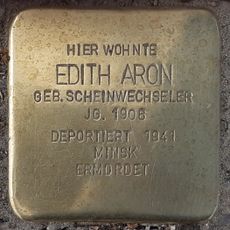 HIER WOHNTE
EDITH ARON
GEB. SCHEINWECHSELER
JG. 1906
DEPORTIERT 1941
MINSK
ERMORDET